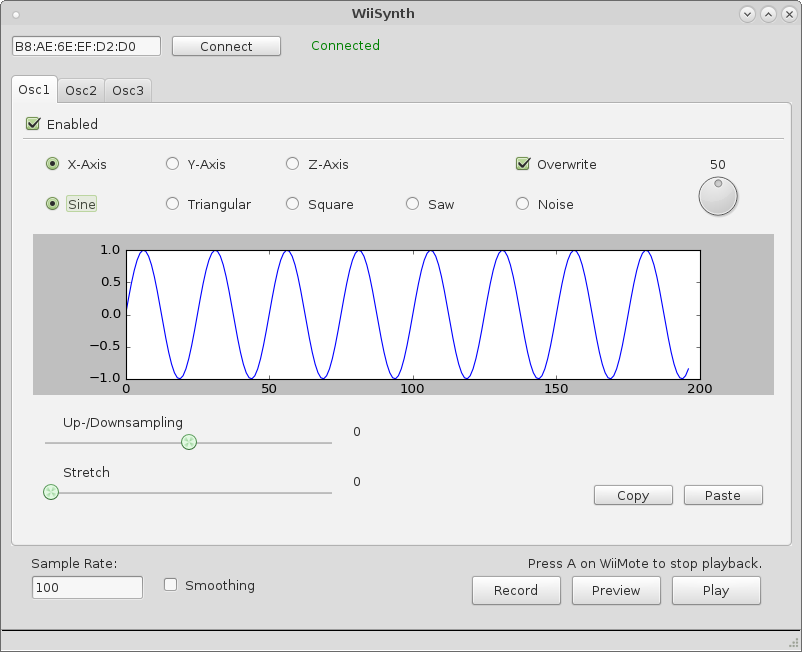 WiiSynth
B8:AE:6E:EF:D2:D0 Connect Connected
Osc1 Osc2 Osc3
Enabled
X-Axis Y-Axis Z-Axis Overwrite 50
Sine Triangular Square Saw Noise
1.0
0.5
0.0
−0.5
−1.0
0 50 100 150 200
Up-/Downsampling
0
Stretch
0
Copy Paste
Sample Rate: Press A on WiiMote to stop playback.
100 Smoothing Record Preview Play